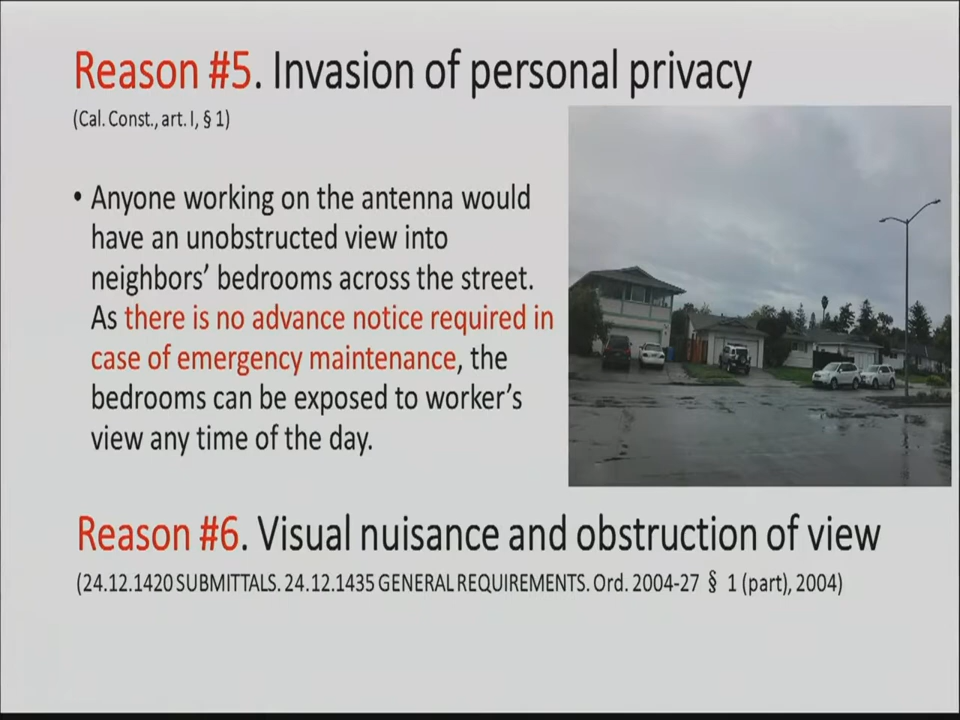 Reason #5. Invasion of personal privacy
(Cal. Const., art. I, § 1)
• Anyone working on the antenna would
have an unobstructed view into
neighbors’ bedrooms across the street.
As there is no advance notice required in
case of emergency maintenance, the
bedrooms can be exposed to worker’s
view any time of the day.
Reason #6. Visual nuisance and obstruction of view
(24.12.1420 SUBMITTALS. 24.12.1435 GENERAL REQUIREMENTS. Ord. 2004-27 § 1 (part), 2004)